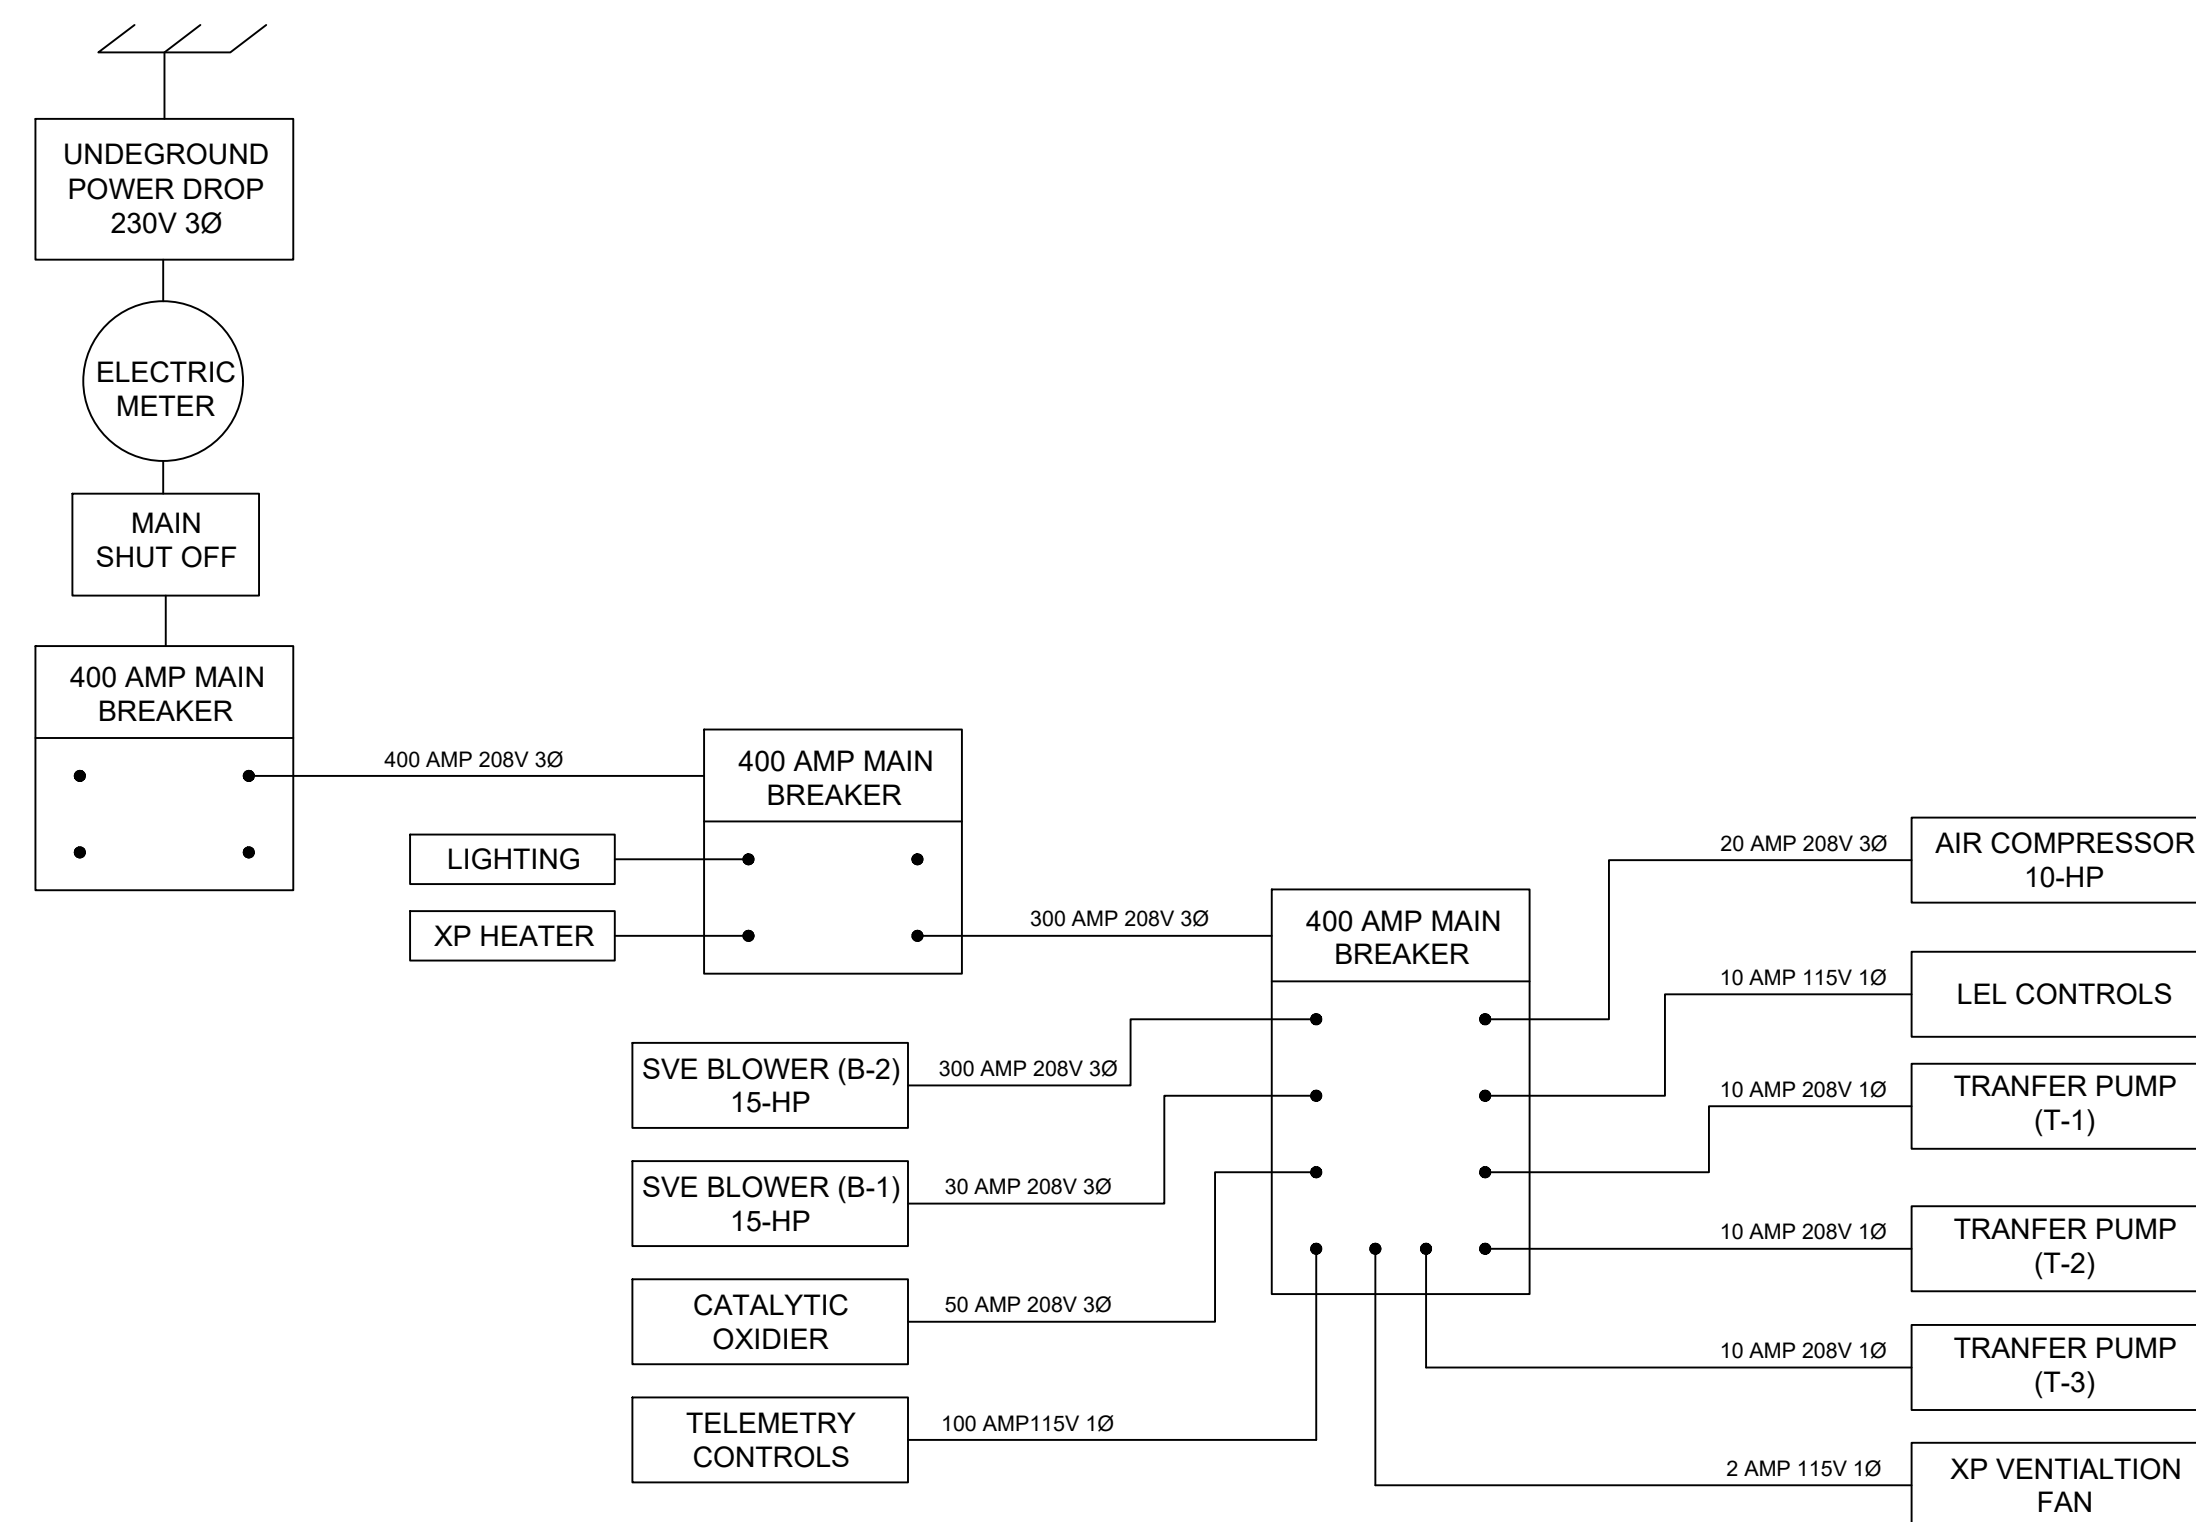 UNDEGROUND
POWER DROP
230V 3Ø
ELECTRIC
METER
MAIN
SHUT OFF
400 AMP MAIN
BREAKER
400 AMP 208V 3Ø
400 AMP MAIN
BREAKER
LIGHTING
XP HEATER
300 AMP 208V 3Ø
400 AMP MAIN
BREAKER
SVE BLOWER (B-2)
15-HP
300 AMP 208V 3Ø
SVE BLOWER (B-1)
15-HP
30 AMP 208V 3Ø
CATALYTIC
OXIDIER
50 AMP 208V 3Ø
TELEMETRY
CONTROLS
100 AMP115V 1Ø
20 AMP 208V 3Ø
AIR COMPRESSOR
10-HP
10 AMP 115V 1Ø
LEL CONTROLS
10 AMP 208V 1Ø
TRANFER PUMP
(T-1)
10 AMP 208V 1Ø
TRANFER PUMP
(T-2)
10 AMP 208V 1Ø
TRANFER PUMP
(T-3)
2 AMP 115V 1Ø
XP VENTIALTION
FAN